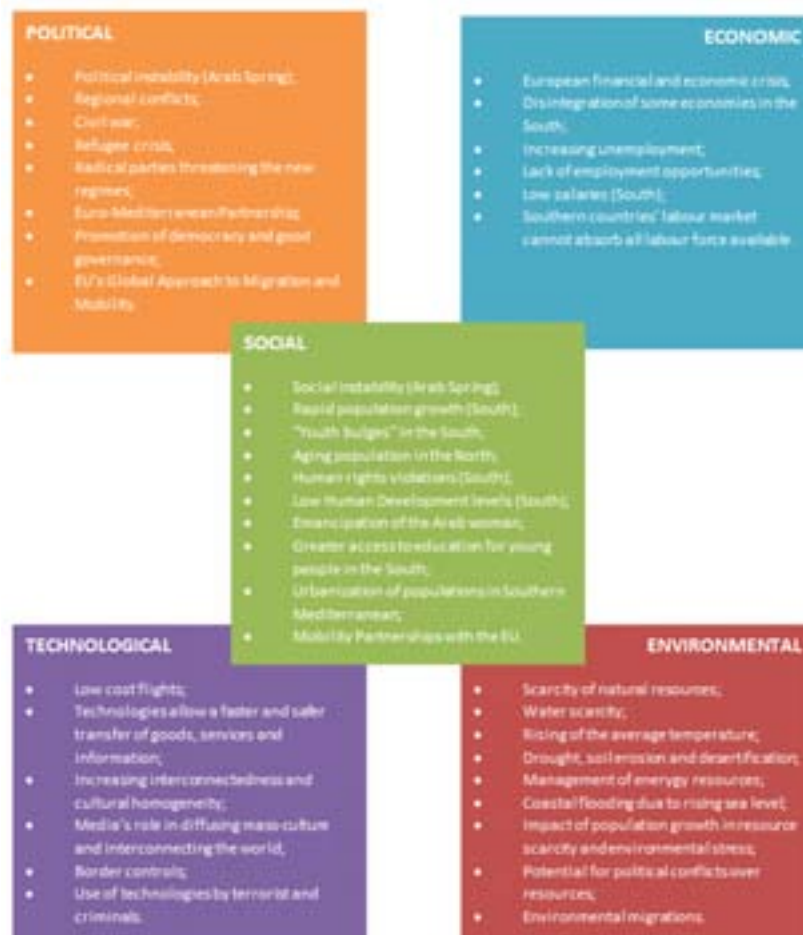 POLITICAL
• Political instability (Arab Spring);
• Regional conflicts;
• Civil war;
• Refugee crisis;
• Radical parties threatening the new
regimes;
• Euro-Mediterranean Partnership;
• Promotion of democracy and good
governance;
• EU's Global Approach to Migration and
Mobility.
ECONOMIC
• European financial and economic crisis;
• Disintegration of some economies in the
South;
• Increasing unemployment;
• Lack of employment opportunities;
• Low salaries (South);
• Southern countries' labour market
cannot absorb all labour force available
SOCIAL
• Social instability (Arab Spring);
• Rapid population growth (South);
• "Youth Bulges" in the South;
• Aging population in the North;
• Human rights violations (South);
• Low Human Development levels (South);
• Emancipation of the Arab woman;
• Greater access to education for young
people in the South;
• Urbanization of populations in Southern
Mediterranean;
• Mobility Partnerships with the EU.
TECHNOLOGICAL
• Low cost flights;
• Technologies allow a faster and safer
transfer of goods, services and
information;
• Increasing interconnectedness and
cultural homogeneity;
• Media's role in diffusing mass-culture
and interconnecting the world;
• Border controls;
• Use of technologies by terrorist and
criminals.
ENVIRONMENTAL
• Scarcity of natural resources;
• Water scarcity;
• Rising of the average temperature;
• Drought, soil erosion and desertification;
• Management of enerygy resources;
• Coastal flooding due to rising sea level;
• Impact of population growth in resource
scarcity and environmental stress;
• Potential for political conflicts over
resources;
• Environmental migrations.